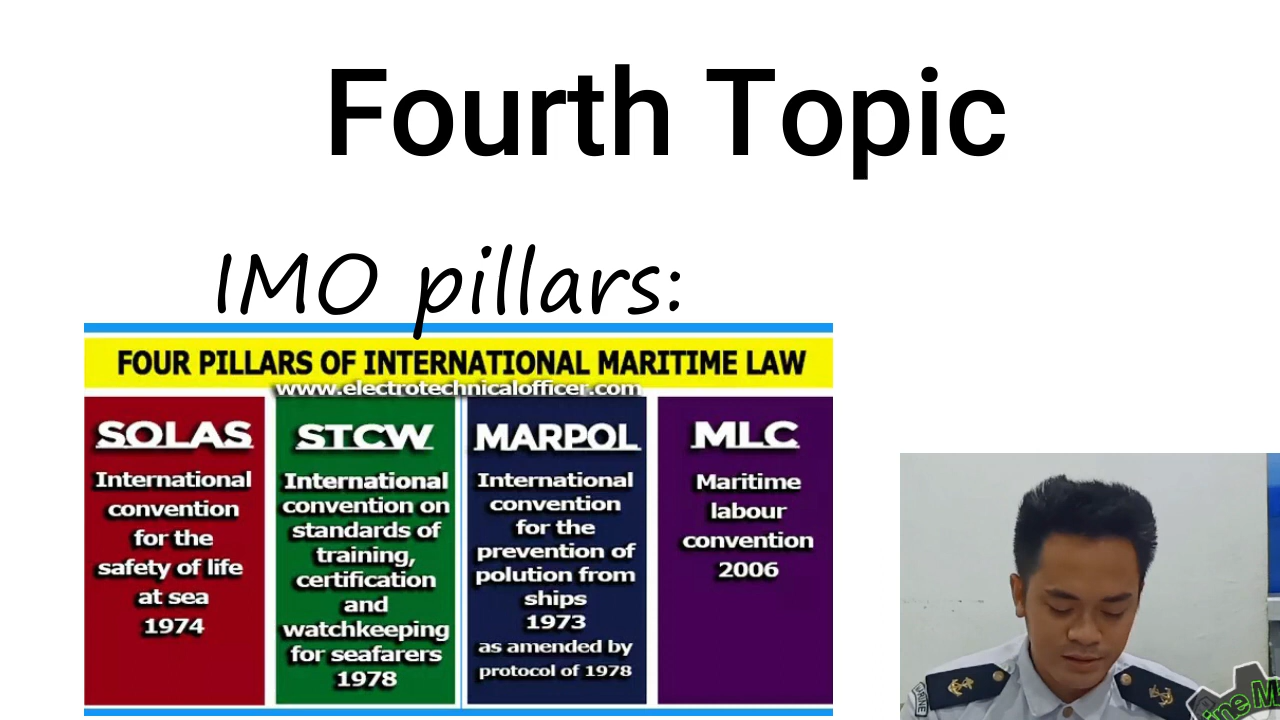 Fourth Topic
IMO pillars:
FOUR PILLARS OF INTERNATIONAL MARITIME LAW
www.electrotechnicalofficer.com
SOLAS
International
convention
for the
safety of life
at sea
1974
STCW
International
convention on
standards of
training,
certification
and
watchkeeping
for seafarers
1978
MARPOL
International
convention
for the
prevention of
polution from
ships
1973
as amended by
protocol of 1978
MLC
Maritime
labour
convention
2006